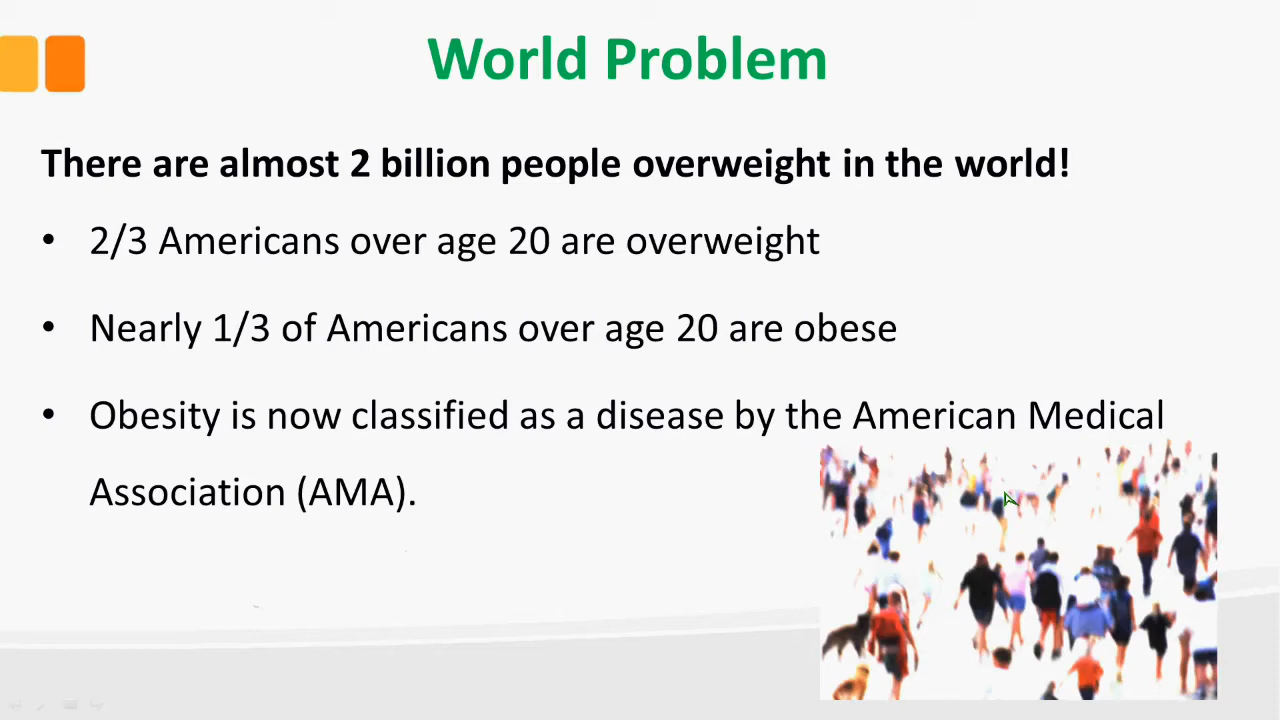 World Problem
There are almost 2 billion people overweight in the world!
• 2/3 Americans over age 20 are overweight
• Nearly 1/3 of Americans over age 20 are obese
• Obesity is now classified as a disease by the American Medical
Association (AMA).